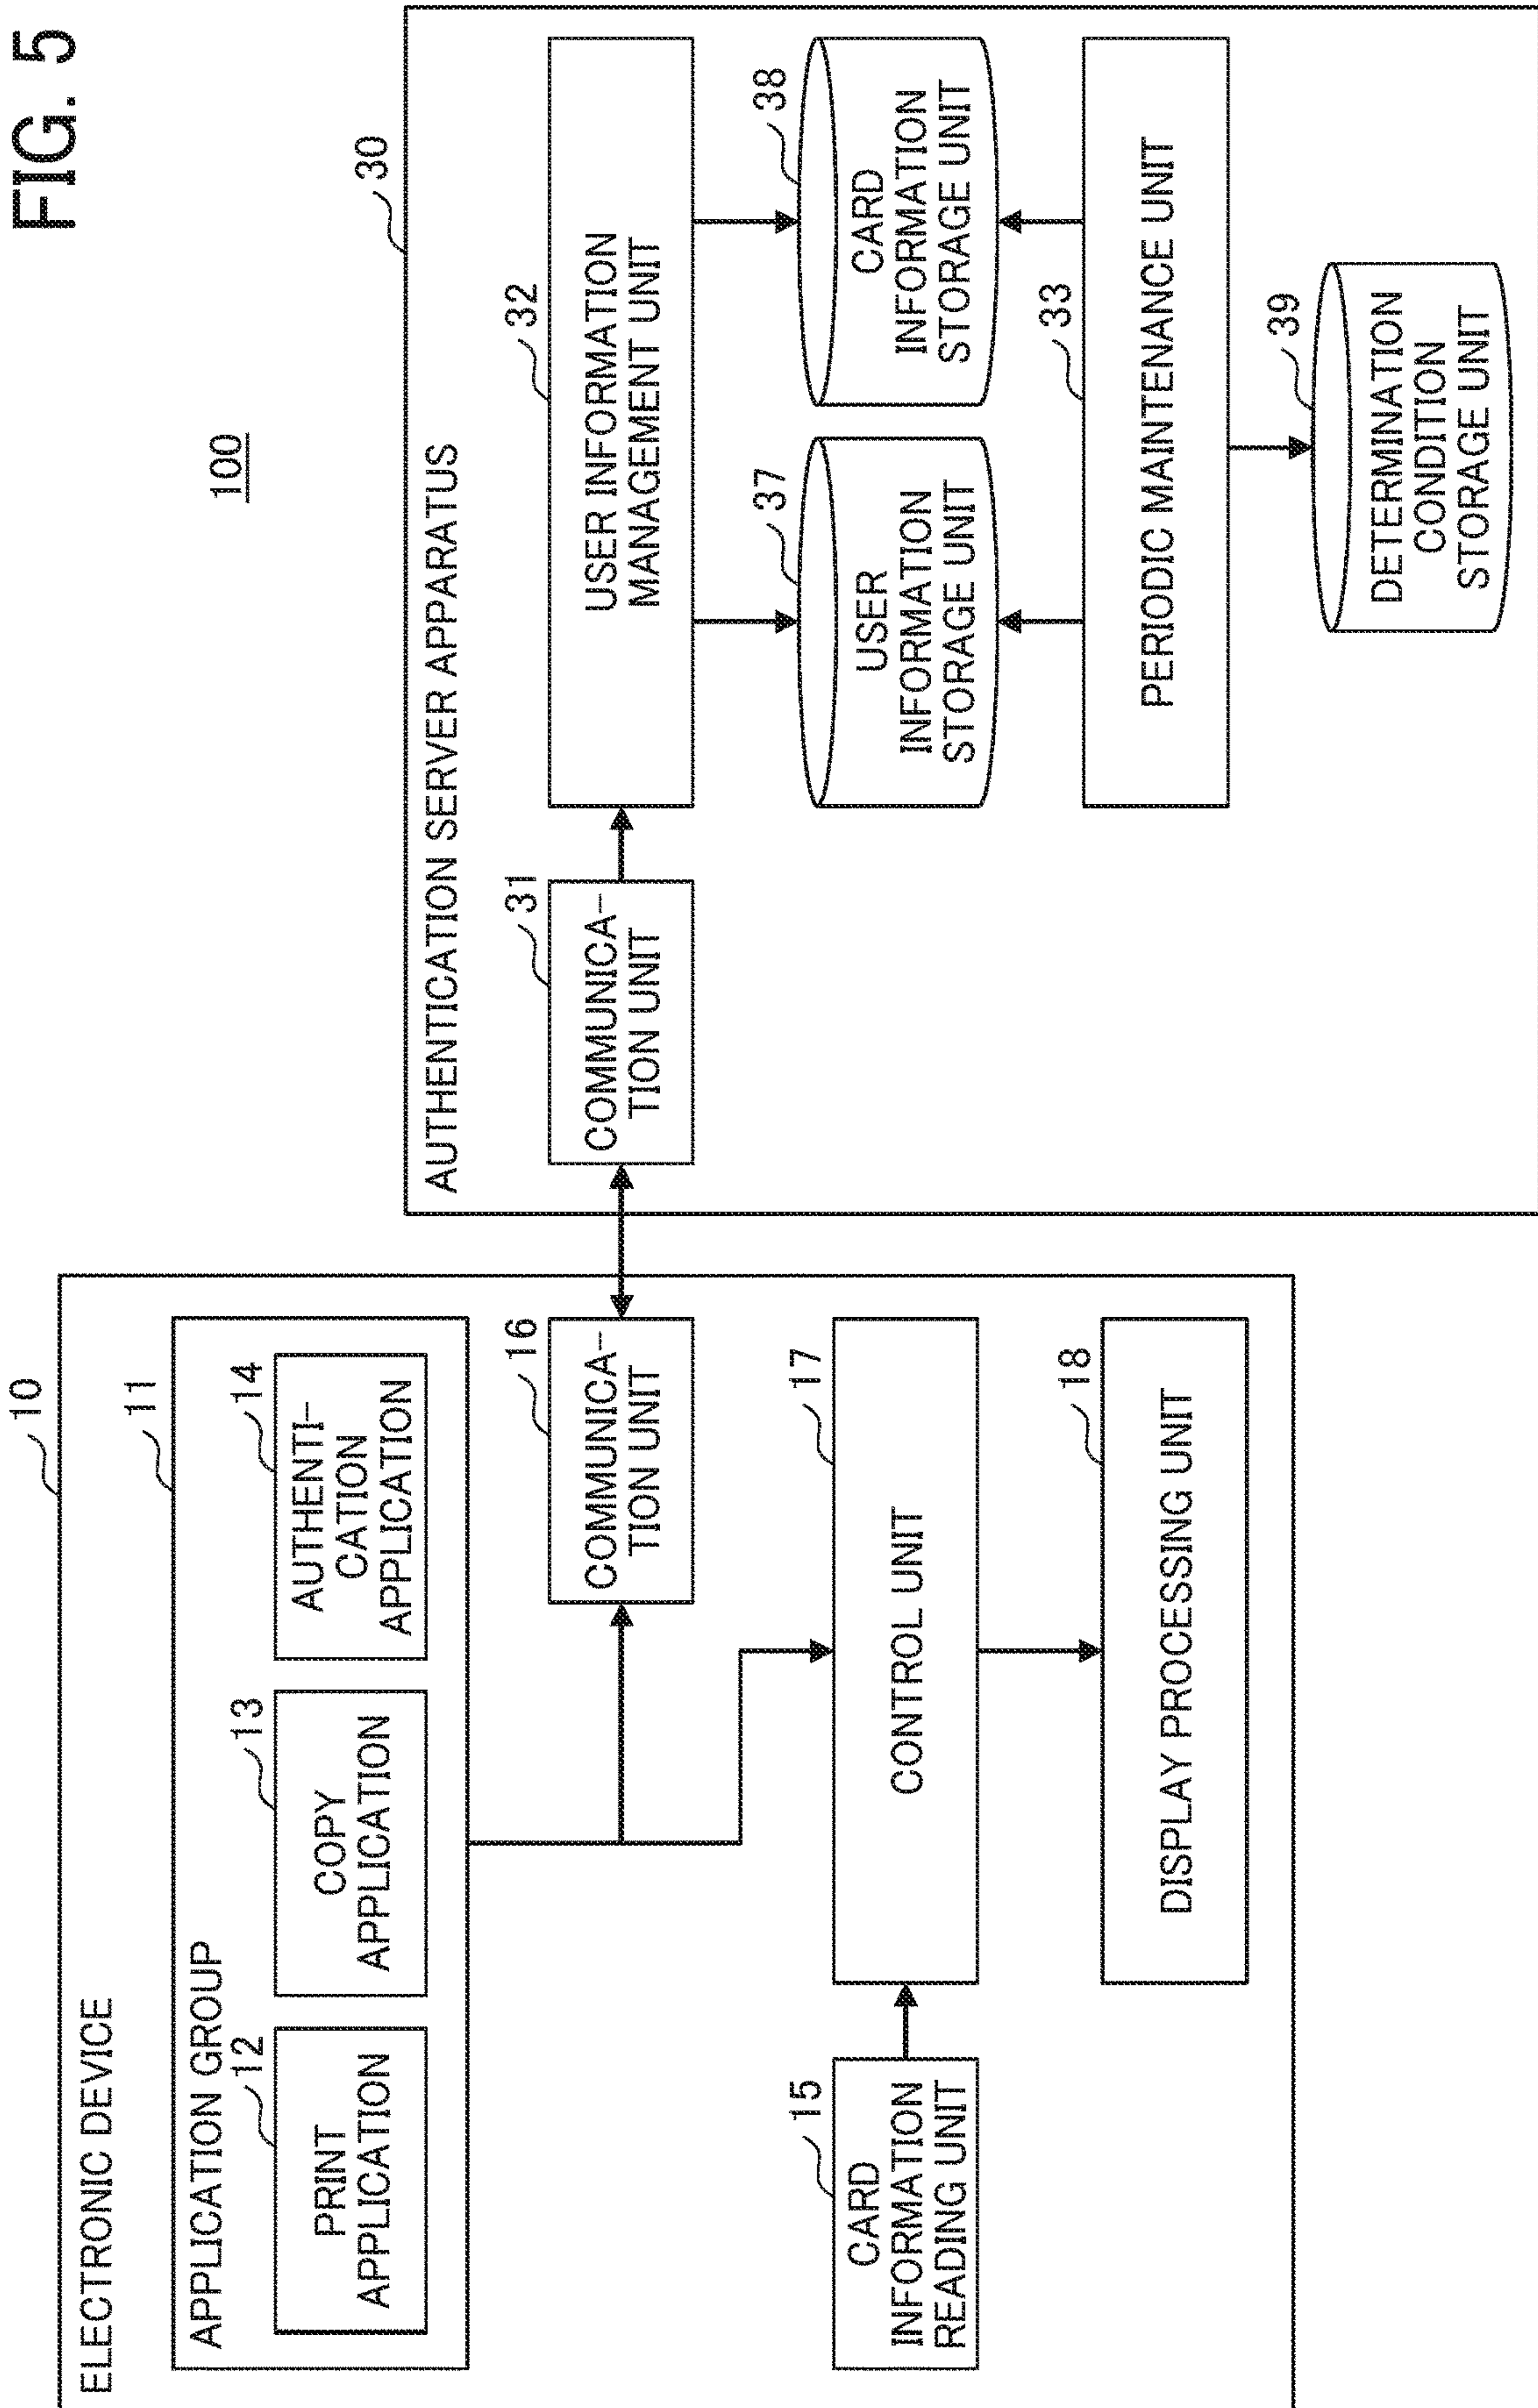 FIG. 5
100
ELECTRONIC DEVICE
10
APPLICATION GROUP
11
12
PRINT
APPLICATION
13
COPY
APPLICATION
14
AUTHENTI-
CATION
APPLICATION
16
COMMUNICA-
TION UNIT
15
CARD
INFORMATION
READING UNIT
17
CONTROL UNIT
18
DISPLAY PROCESSING UNIT
AUTHENTICATION SERVER APPARATUS
30
31
COMMUNICA-
TION UNIT
32
USER INFORMATION
MANAGEMENT UNIT
37
USER
INFORMATION
STORAGE UNIT
38
CARD
INFORMATION
STORAGE UNIT
33
PERIODIC MAINTENANCE UNIT
39
DETERMINATION
CONDITION
STORAGE UNIT